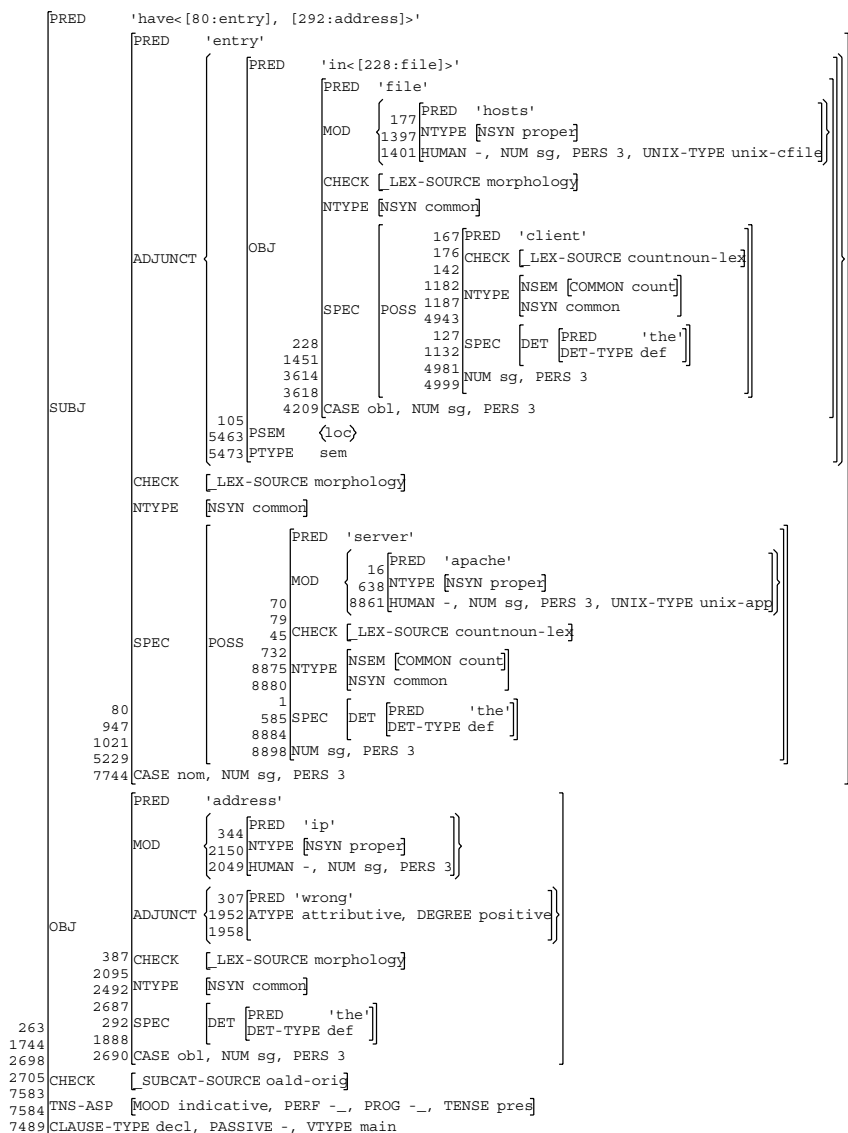 PRED 'have<[80:entry], [292:address]>'
PRED 'entry'
PRED 'in<[228:file]>'
PRED 'file'
177 PRED 'hosts'
MOD 1397 NTYPE [NSYN proper]
1401 HUMAN -, NUM sg, PERS 3, UNIX-TYPE unix-cfile
CHECK [_LEX-SOURCE morphology]
NTYPE [NSYN common]
167 PRED 'client'
ADJUNCT OBJ 176 CHECK [_LEX-SOURCE countnoun-lex]
142
1182 NTYPE [NSEM [COMMON count]
SPEC POSS 1187 NSYN common]
4943
127 SPEC [DET [PRED 'the'
228 1132 DET-TYPE def]]
1451 4981
3614 4999 NUM sg, PERS 3
3618
SUBJ 4209 CASE obl, NUM sg, PERS 3
105
5463 PSEM {loc}
5473 PTYPE sem
CHECK [_LEX-SOURCE morphology]
NTYPE [NSYN common]
PRED 'server'
16 PRED 'apache'
MOD 638 NTYPE [NSYN proper]
8861 HUMAN -, NUM sg, PERS 3, UNIX-TYPE unix-app
70
79
SPEC POSS 45 CHECK [_LEX-SOURCE countnoun-lex]
732
8875 NTYPE [NSEM [COMMON count]
8880 NSYN common]
1
80 585 SPEC [DET [PRED 'the'
947 8884 DET-TYPE def]]
1021 8898 NUM sg, PERS 3
5229
7744 CASE nom, NUM sg, PERS 3
PRED 'address'
344 PRED 'ip'
MOD 2150 NTYPE [NSYN proper]
2049 HUMAN -, NUM sg, PERS 3
307 PRED 'wrong'
ADJUNCT 1952 ATYPE attributive, DEGREE positive
OBJ 1958
387 CHECK [_LEX-SOURCE morphology]
2095
2492 NTYPE [NSYN common]
2687
292 SPEC [DET [PRED 'the'
263 1888 DET-TYPE def]]
1744 2690 CASE obl, NUM sg, PERS 3
2698
2705 CHECK [_SUBCAT-SOURCE oald-orig]
7583
7584 TNS-ASP [MOOD indicative, PERF -_, PROG -_, TENSE pres]
7489 CLAUSE-TYPE decl, PASSIVE -, VTYPE main